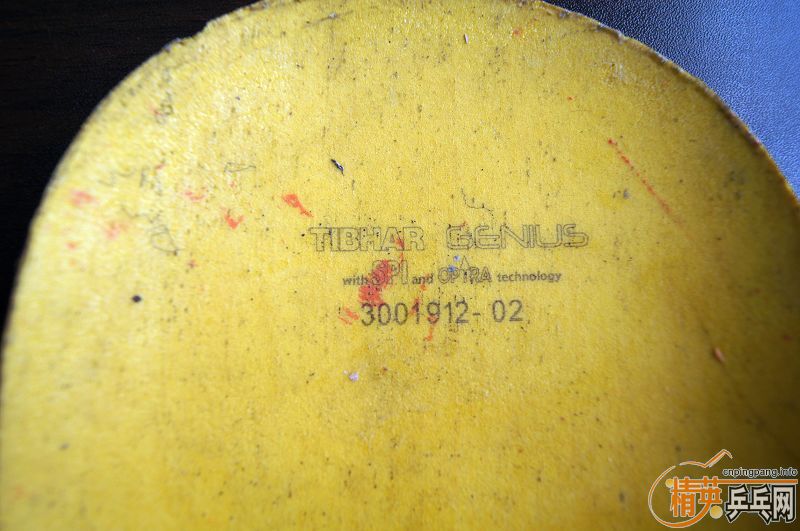 TIBHAR GENIUS
with SPI and OPTRA technology
3001912-02
cnpingpang.info
精英乒乓网